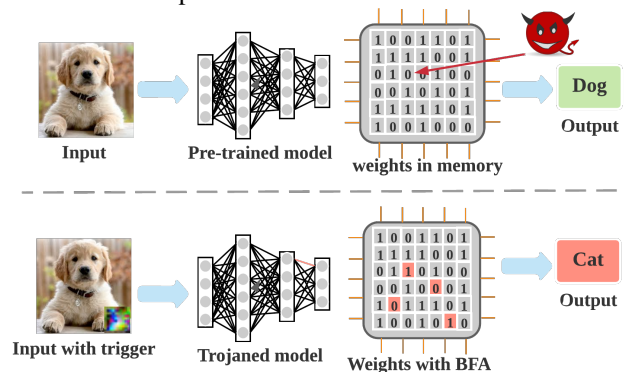 1 0 0 1 1 0 1
1 1 1 1 0 0 1
0 1 0 0 1 0 1
0 0 1 0 1 0 1
1 1 1 1 1 0 1
1 0 0 1 0 0 0
Dog
Input
Pre-trained model
weights in memory
Output
1 0 0 1 1 0 1
1 1 1 1 0 0 1
0 1 1 0 1 0 1
0 0 1 0 0 0 1
1 0 1 1 1 0 1
1 0 0 1 0 1 0
Cat
Input with trigger
Trojaned model
Weights with BFA
Output